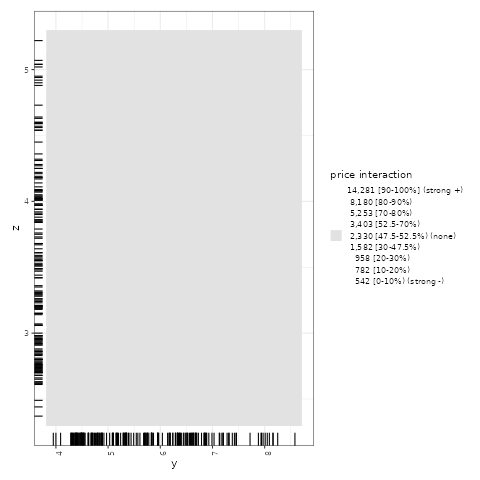 price interaction
14,281 [90-100%] (strong +)
8,180 [80-90%)
5,253 [70-80%)
3,403 [52.5-70%)
2,330 [47.5-52.5%) (none)
1,582 [30-47.5%)
958 [20-30%)
782 [10-20%)
542 [0-10%) (strong -)
5
4
3
z
4 5 6 7 8
y